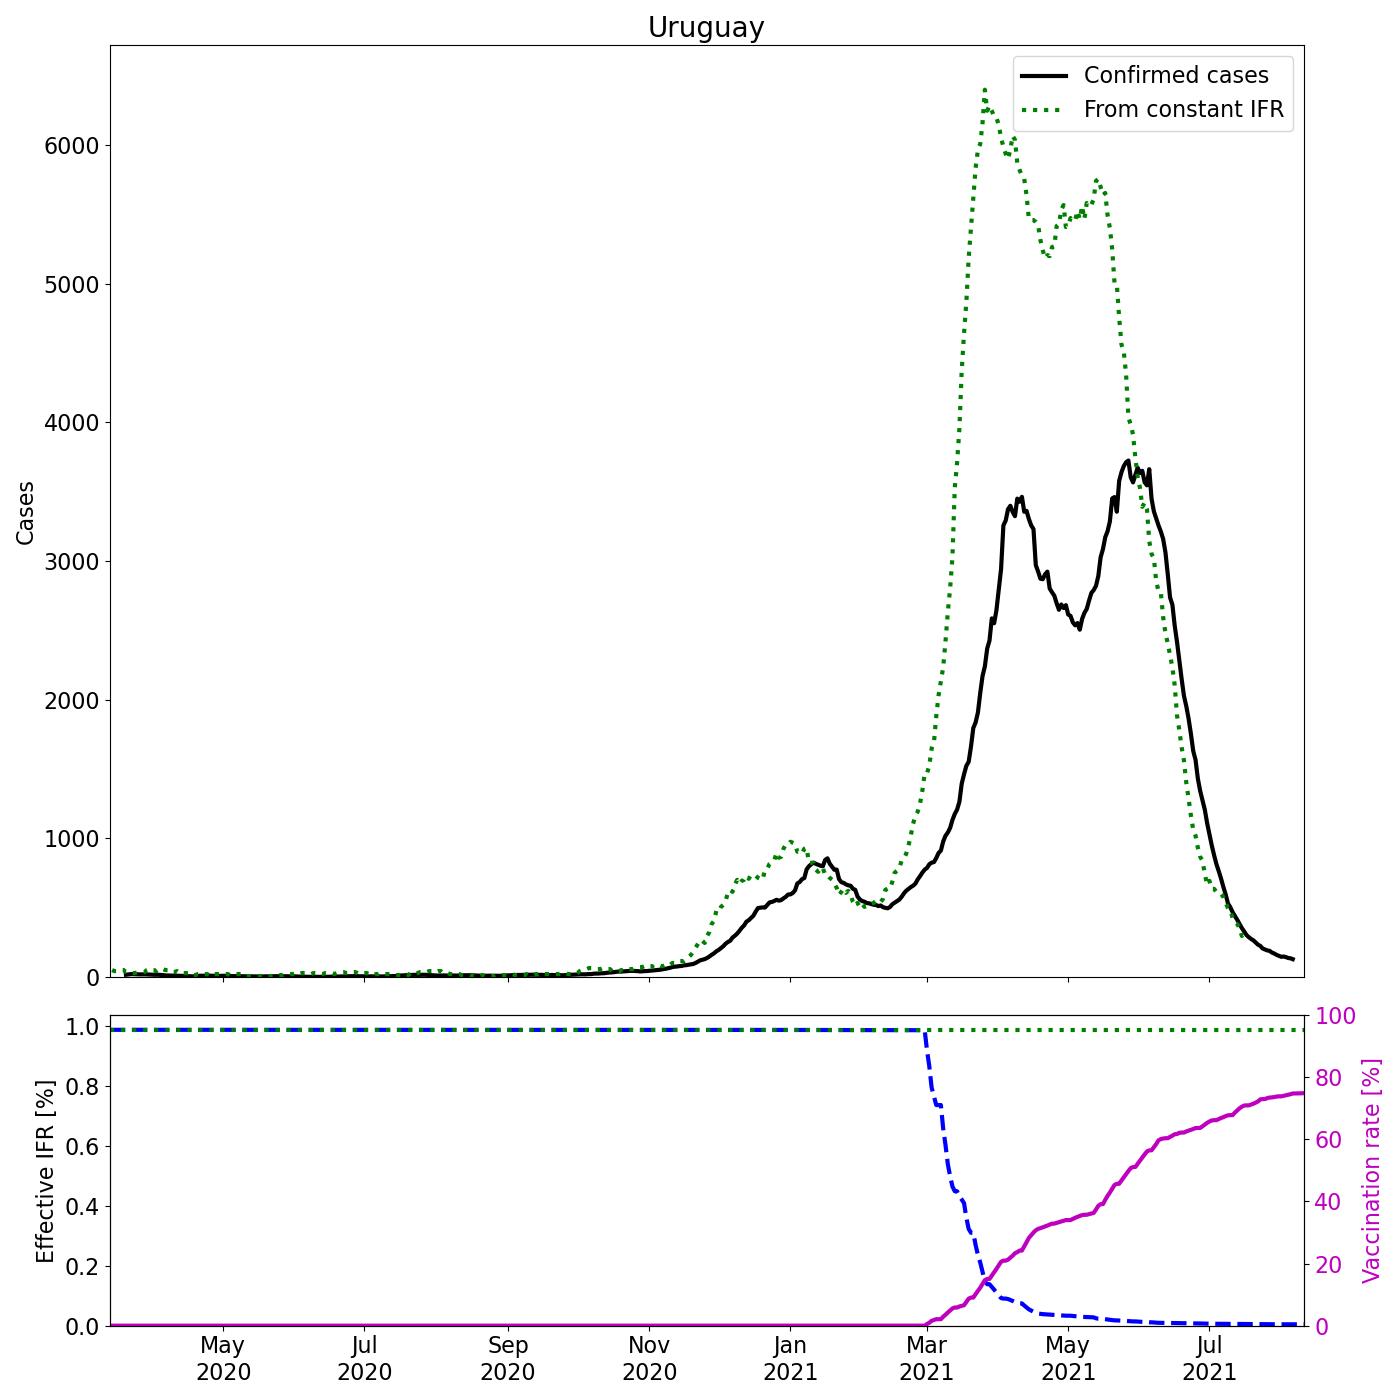 Uruguay
Confirmed cases
From constant IFR
Cases
6000
5000
4000
3000
2000
1000
0
Effective IFR [%]
1.0
0.8
0.6
0.4
0.2
0.0
100
80
60
40
20
0
Vaccination rate [%]
May Jul Sep Nov Jan Mar May Jul
2020 2020 2020 2020 2021 2021 2021 2021